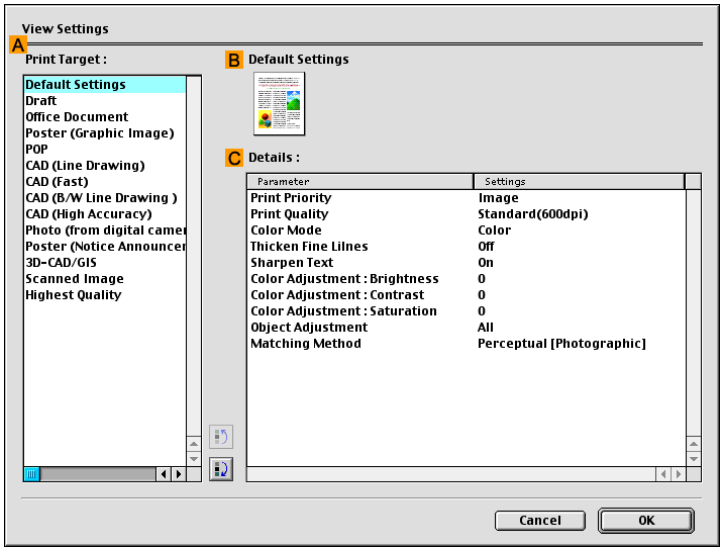 View Settings
A
Print Target :
Default Settings
Draft
Office Document
Poster (Graphic Image)
POP
CAD (Line Drawing)
CAD (Fast)
CAD (B/W Line Drawing )
CAD (High Accuracy)
Photo (from digital camer
Poster (Notice Announcer
3D-CAD/GIS
Scanned Image
Highest Quality
B Default Settings
C Details :
Parameter Settings
Print Priority Image
Print Quality Standard(600dpi)
Color Mode Color
Thicken Fine Lilnes Off
Sharpen Text On
Color Adjustment : Brightness 0
Color Adjustment : Contrast 0
Color Adjustment : Saturation 0
Object Adjustment All
Matching Method Perceptual [Photographic]
Cancel OK